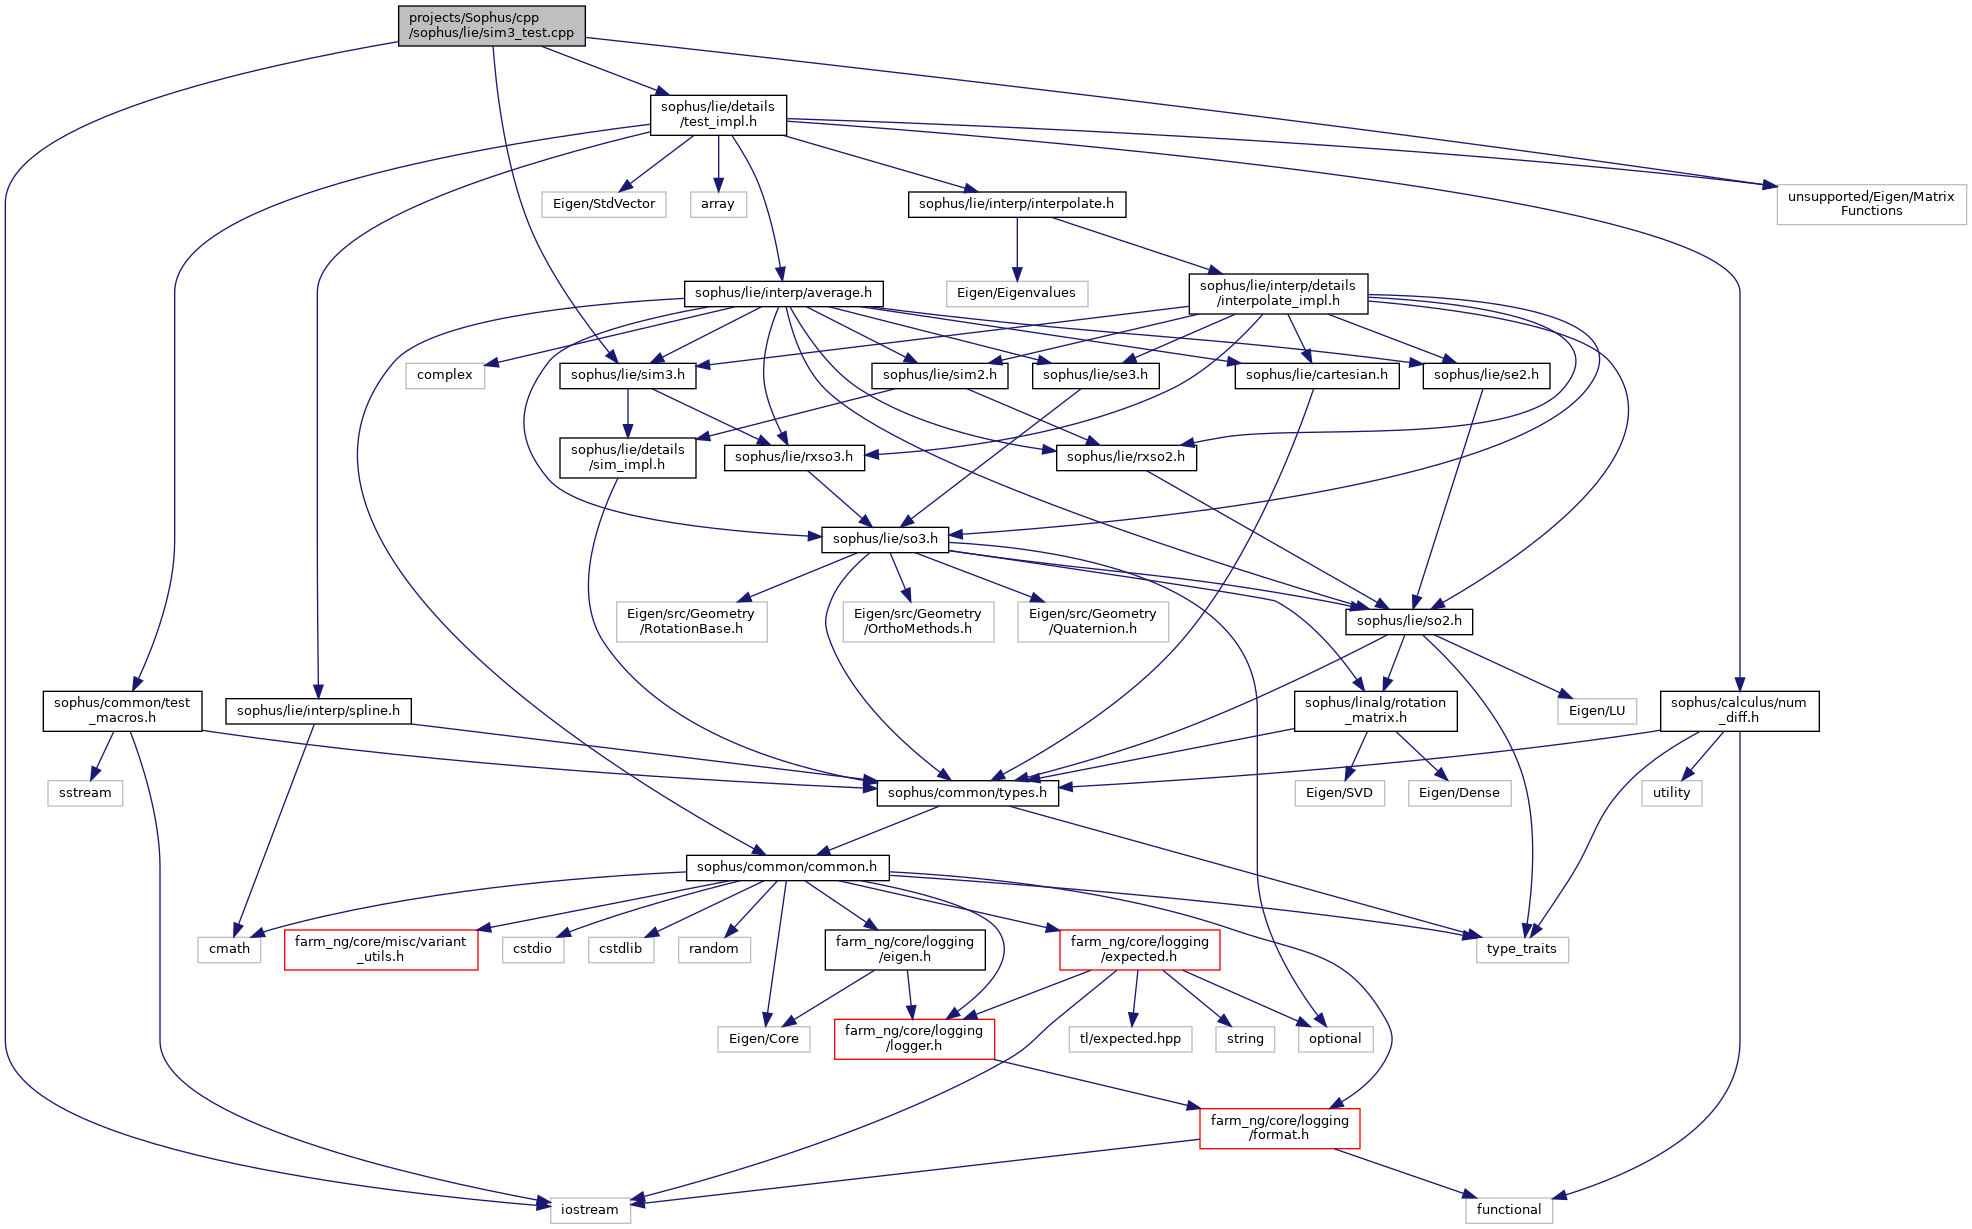 projects/Sophus/cpp
/sophus/lie/sim3_test.cpp
sophus/lie/details
/test_impl.h
Eigen/StdVector
array
sophus/lie/interp/interpolate.h
unsupported/Eigen/Matrix
Functions
sophus/lie/interp/average.h
Eigen/Eigenvalues
sophus/lie/interp/details
/interpolate_impl.h
complex
sophus/lie/sim3.h
sophus/lie/sim2.h
sophus/lie/se3.h
sophus/lie/cartesian.h
sophus/lie/se2.h
sophus/lie/details
/sim_impl.h
sophus/lie/rxso3.h
sophus/lie/rxso2.h
sophus/lie/so3.h
Eigen/src/Geometry
/RotationBase.h
Eigen/src/Geometry
/OrthoMethods.h
Eigen/src/Geometry
/Quaternion.h
sophus/lie/so2.h
sophus/common/test
_macros.h
sophus/lie/interp/spline.h
sophus/linalg/rotation
_matrix.h
Eigen/LU
sophus/calculus/num
_diff.h
sstream
sophus/common/types.h
Eigen/SVD
Eigen/Dense
utility
sophus/common/common.h
cmath
farm_ng/core/misc/variant
_utils.h
cstdio
cstdlib
random
farm_ng/core/logging
/eigen.h
farm_ng/core/logging
/expected.h
type_traits
Eigen/Core
farm_ng/core/logging
/logger.h
tl/expected.hpp
string
optional
farm_ng/core/logging
/format.h
iostream
functional